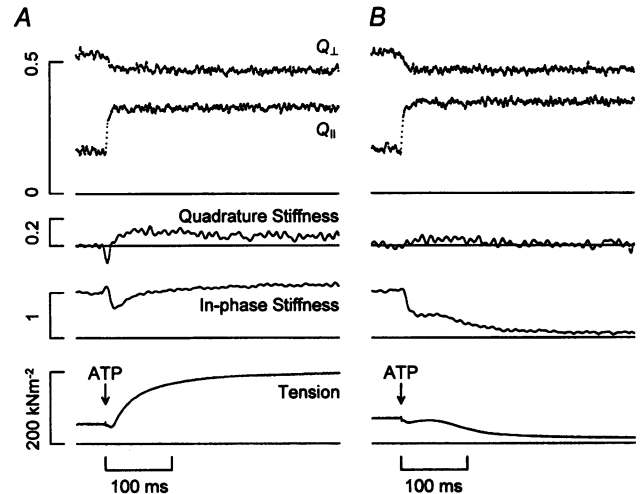 A
B
Q⊥
0.5
Q||
0
Quadrature Stiffness
0.2
In-phase Stiffness
1
ATP
ATP
Tension
200 kNm-2
100 ms
100 ms